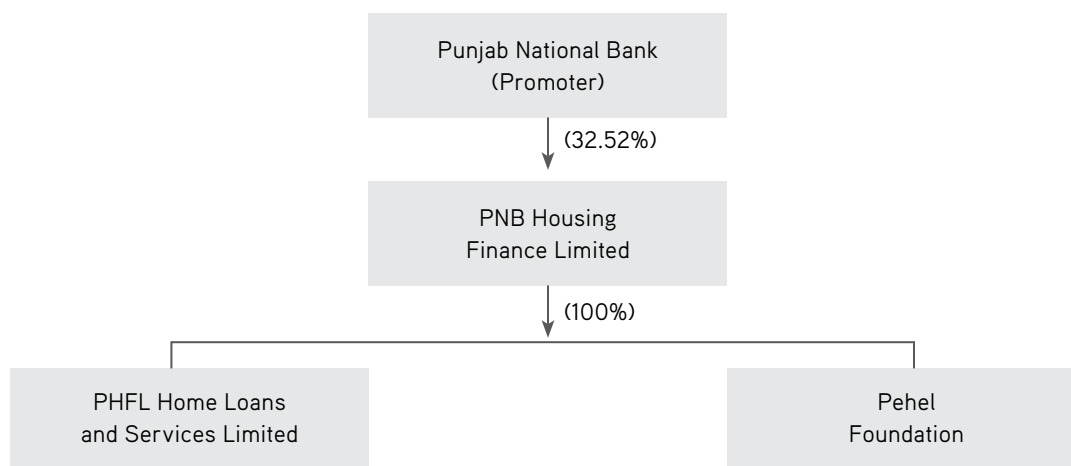 Punjab National Bank
(Promoter)
(32.52%)
PNB Housing
Finance Limited
(100%)
PHFL Home Loans
and Services Limited
Pehel
Foundation